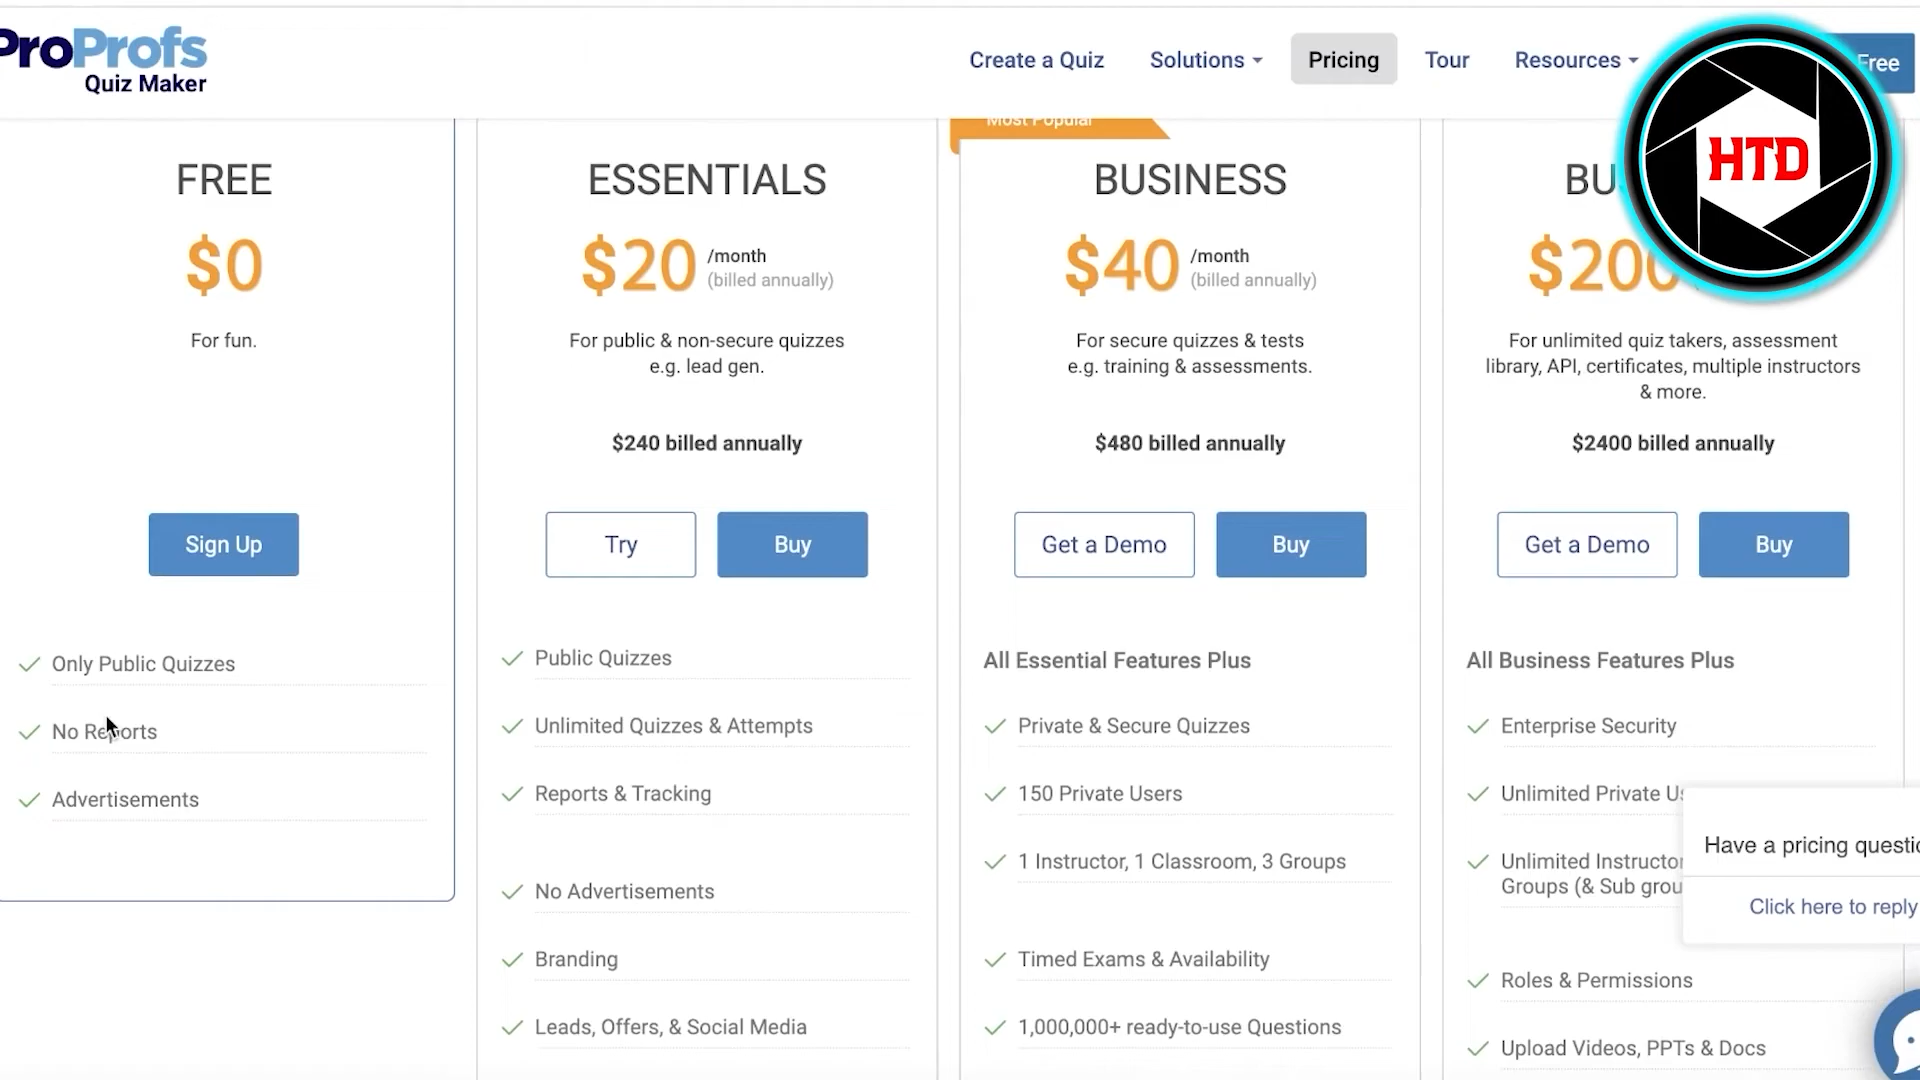 ProProfs
Quiz Maker
Create a Quiz
Solutions
Pricing
Tour
Resources
Free
HTD
Most Popular
FREE
$0
For fun.
Sign Up
Only Public Quizzes
No Reports
Advertisements
ESSENTIALS
$20 /month
(billed annually)
For public & non-secure quizzes
e.g. lead gen.
$240 billed annually
Try
Buy
Public Quizzes
Unlimited Quizzes & Attempts
Reports & Tracking
No Advertisements
Branding
Leads, Offers, & Social Media
BUSINESS
$40 /month
(billed annually)
For secure quizzes & tests
e.g. training & assessments.
$480 billed annually
Get a Demo
Buy
All Essential Features Plus
Private & Secure Quizzes
150 Private Users
1 Instructor, 1 Classroom, 3 Groups
Timed Exams & Availability
1,000,000+ ready-to-use Questions
BU
$200
For unlimited quiz takers, assessment
library, API, certificates, multiple instructors
& more.
$2400 billed annually
Get a Demo
Buy
All Business Features Plus
Enterprise Security
Unlimited Private Us
Unlimited Instructor
Groups (& Sub grou
Roles & Permissions
Upload Videos, PPTs & Docs
Have a pricing questio
Click here to reply